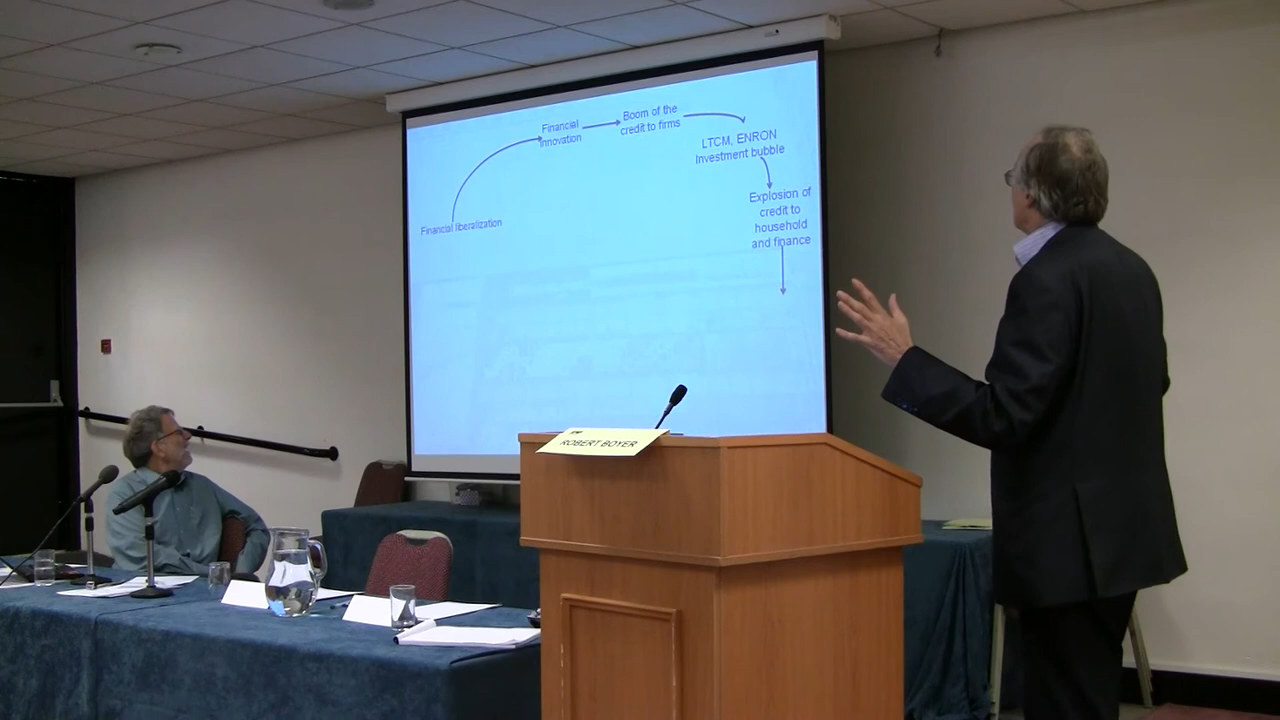 Boom of the
credit to firms
Financial
innovation
LTCM, ENRON
Investment bubble
Explosion of
credit to
household
and finance
Financial liberalization
ROBERT BOYER